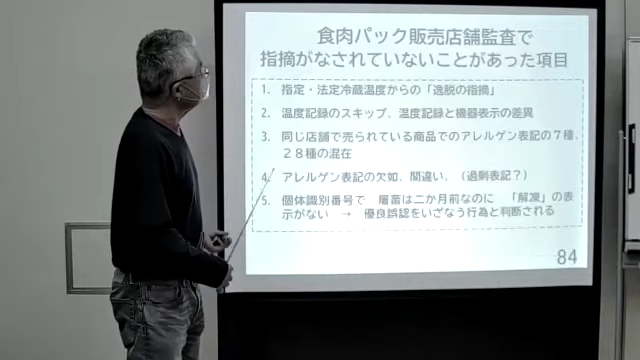 食肉パック販売店舗監査で
指摘がなされていないことがあった項目
1. 指定・法定冷蔵温度からの「逸脱の指摘」
2. 温度記録のスキップ、温度記録と機器表示の差異
3. 同じ店舗で売られている商品でのアレルゲン表記の７種、
２８種の混在
4. アレルゲン表記の欠如、間違い、（過剰表記？）
5. 個体識別番号で 屠畜は二か月前なのに 「解凍」の表
示がない → 優良誤認をいざなう行為と判断される
84